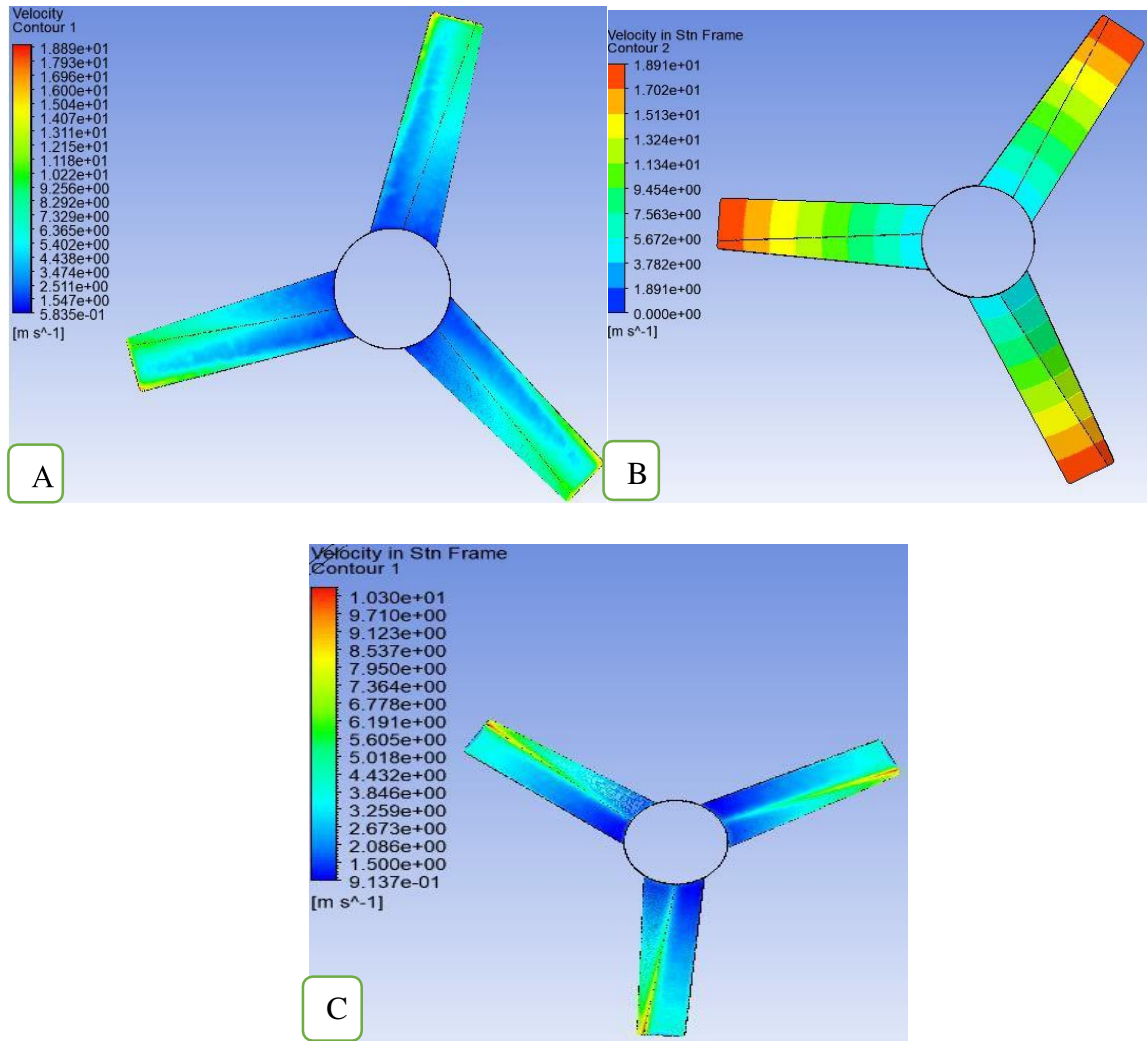 Velocity
Contour 1
1.889e+01
1.793e+01
1.696e+01
1.600e+01
1.504e+01
1.407e+01
1.311e+01
1.215e+01
1.118e+01
1.022e+01
9.256e+00
8.292e+00
7.329e+00
6.365e+00
5.402e+00
4.438e+00
3.474e+00
2.511e+00
1.547e+00
5.835e-01
[m s^-1]
A
Velocity in Stn Frame
Contour 2
1.891e+01
1.702e+01
1.513e+01
1.324e+01
1.134e+01
9.454e+00
7.563e+00
5.672e+00
3.782e+00
1.891e+00
0.000e+00
[m s^-1]
B
Velocity in Stn Frame
Contour 1
1.030e+01
9.710e+00
9.123e+00
8.537e+00
7.950e+00
7.364e+00
6.778e+00
6.191e+00
5.605e+00
5.018e+00
4.432e+00
3.846e+00
3.259e+00
2.673e+00
2.086e+00
1.500e+00
9.137e-01
[m s^-1]
C